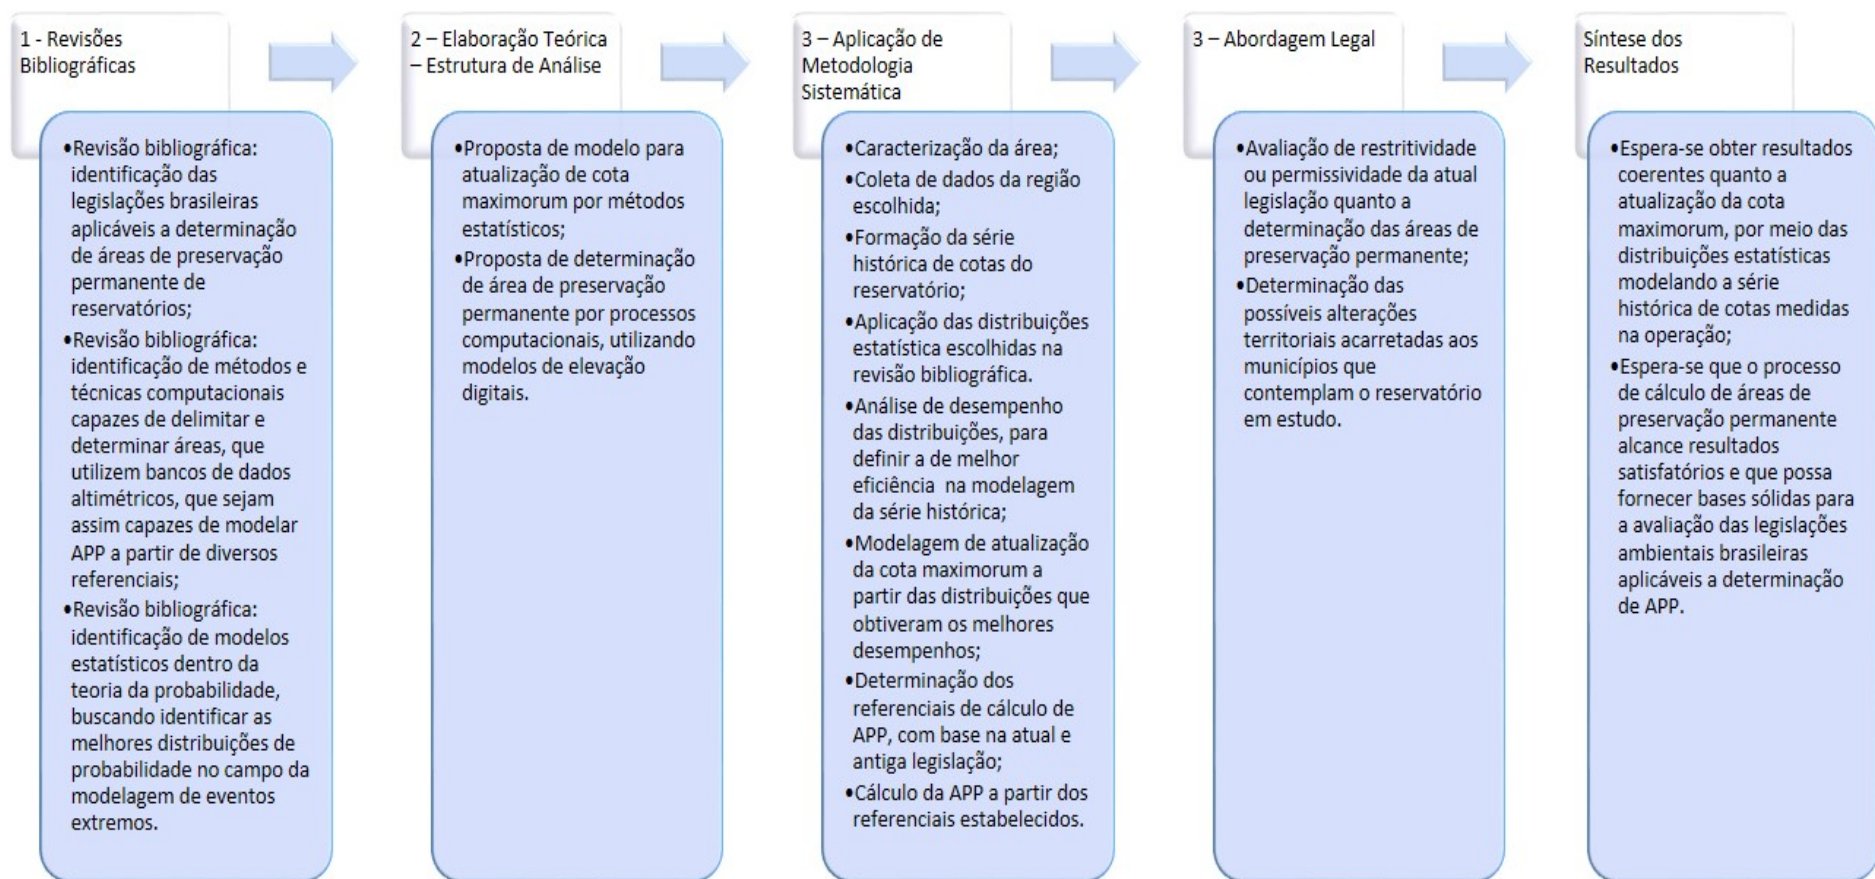 1 - Revisões
Bibliográficas
•Revisão bibliográfica:
identificação das
legislações brasileiras
aplicáveis a determinação
de áreas de preservação
permanente de
reservatórios;
•Revisão bibliográfica:
identificação de métodos e
técnicas computacionais
capazes de delimitar e
determinar áreas, que
utilizem bancos de dados
altimétricos, que sejam
assim capazes de modelar
APP a partir de diversos
referenciais;
•Revisão bibliográfica:
identificação de modelos
estatísticos dentro da
teoria da probabilidade,
buscando identificar as
melhores distribuições de
probabilidade no campo da
modelagem de eventos
extremos.
2 – Elaboração Teórica
– Estrutura de Análise
•Proposta de modelo para
atualização de cota
maximorum por métodos
estatísticos;
•Proposta de determinação
de área de preservação
permanente por processos
computacionais, utilizando
modelos de elevação
digitais.
3 – Aplicação de
Metodologia
Sistemática
•Caracterização da área;
•Coleta de dados da região
escolhida;
•Formação da série
histórica de cotas do
reservatório;
•Aplicação das distribuições
estatística escolhidas na
revisão bibliográfica.
•Análise de desempenho
das distribuições, para
definir a de melhor
eficiência na modelagem
da série histórica;
•Modelagem de atualização
da cota maximorum a
partir das distribuições que
obtiveram os melhores
desempenhos;
•Determinação dos
referenciais de cálculo de
APP, com base na atual e
antiga legislação;
•Cálculo da APP a partir dos
referenciais estabelecidos.
3 – Abordagem Legal
•Avaliação de restritividade
ou permissividade da atual
legislação quanto a
determinação das áreas de
preservação permanente;
•Determinação das
possíveis alterações
territoriais acarretadas aos
municípios que
contemplam o reservatório
em estudo.
Síntese dos
Resultados
•Espera-se obter resultados
coerentes quanto a
atualização da cota
maximorum, por meio das
distribuições estatísticas
modelando a série
histórica de cotas medidas
na operação;
•Espera-se que o processo
de cálculo de áreas de
preservação permanente
alcance resultados
satisfatórios e que possa
fornecer bases sólidas para
a avaliação das legislações
ambientais brasileiras
aplicáveis a determinação
de APP.